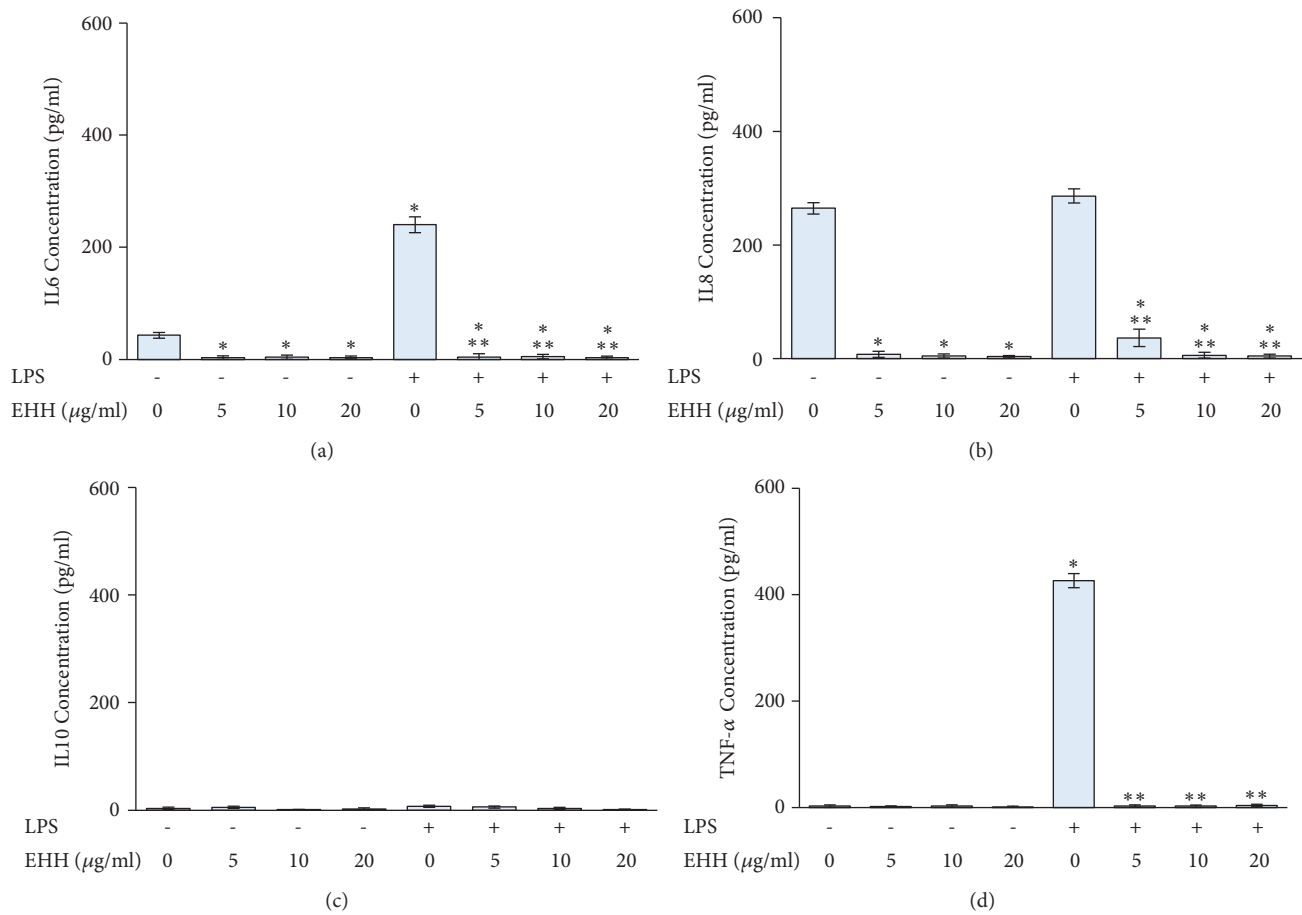 600
400
200
0
IL6 Concentration (pg/ml)
*
*
*
*
*
**
*
**
*
**
LPS - - - - + + + +
EHH (μg/ml) 0 5 10 20 0 5 10 20
(a)
600
400
200
0
IL8 Concentration (pg/ml)
*
*
*
*
**
*
**
*
**
LPS - - - - + + + +
EHH (μg/ml) 0 5 10 20 0 5 10 20
(b)
600
400
200
0
IL10 Concentration (pg/ml)
LPS - - - - + + + +
EHH (μg/ml) 0 5 10 20 0 5 10 20
(c)
600
400
200
0
TNF-α Concentration (pg/ml)
*
** ** **
LPS - - - - + + + +
EHH (μg/ml) 0 5 10 20 0 5 10 20
(d)